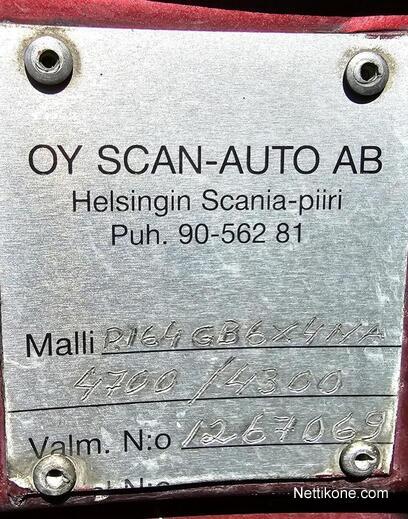 OY SCAN-AUTO AB
Helsingin Scania-piiri
Puh. 90-562 81
Malli R164GB6X4NA
4700/4300
Valm. N:o 1267069
Nettikone.com